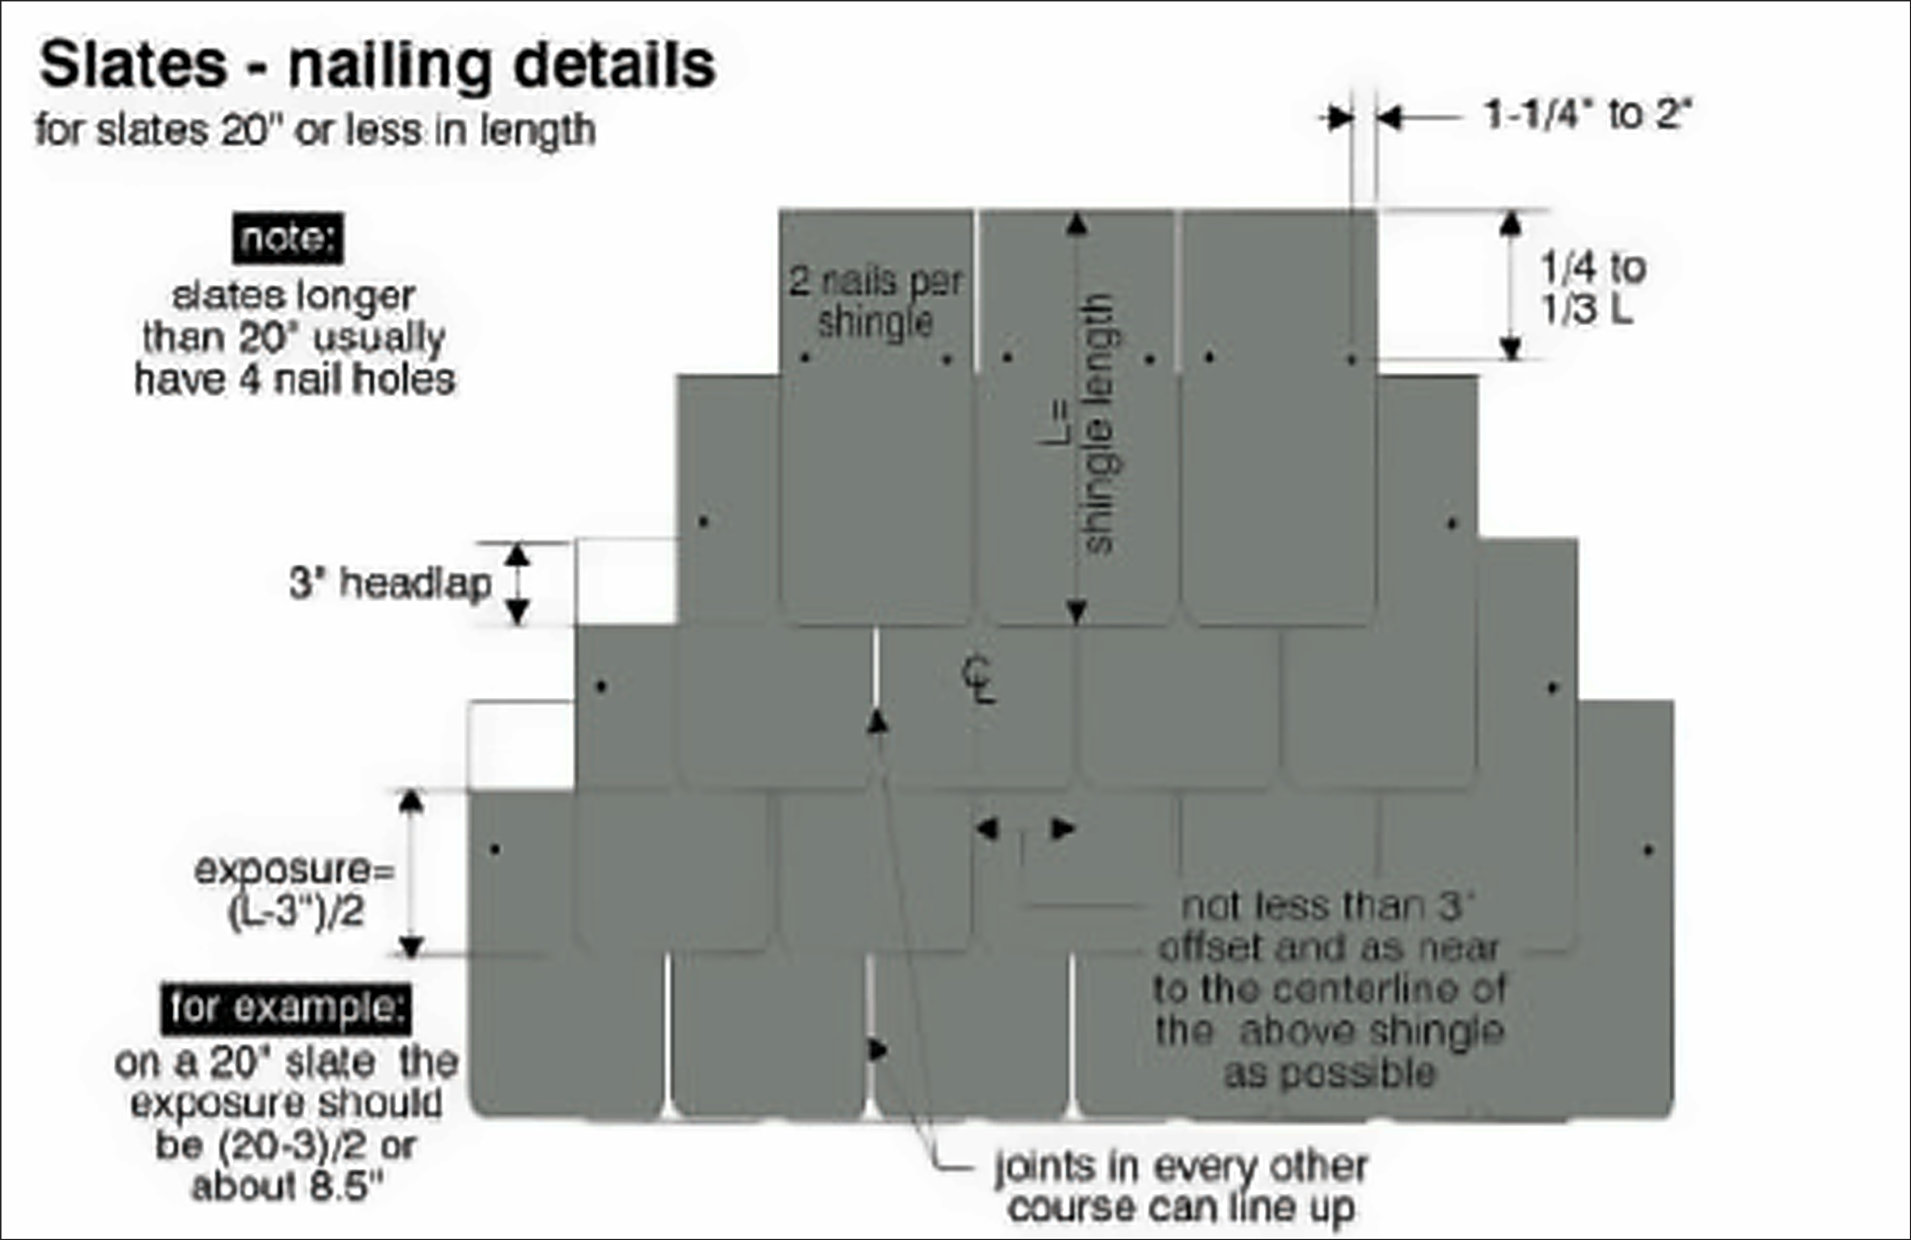 Slates - nailing details
for slates 20" or less in length
1-1/4" to 2"
note:
slates longer
than 20" usually
have 4 nail holes
2 nails per
shingle
L=
shingle length
1/4 to
1/3 L
3" headlap
℄
exposure=
(L-3")/2
not less than 3"
offset and as near
to the centerline of
the above shingle
as possible
for example:
on a 20" slate the
exposure should
be (20-3)/2 or
about 8.5"
joints in every other
course can line up